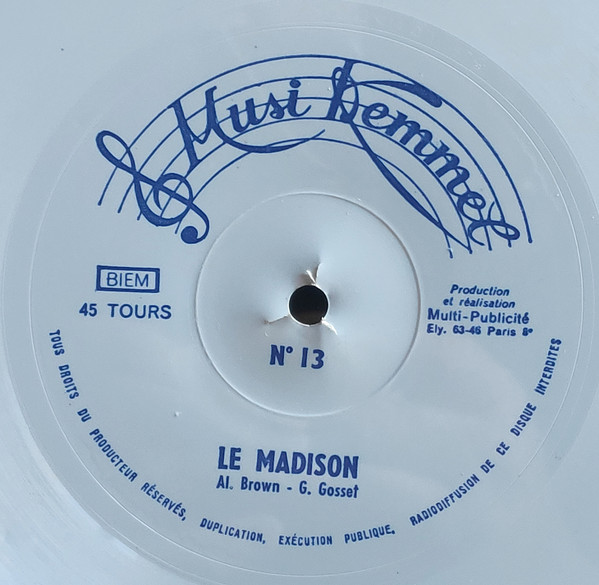 Musi Kemmel
BIEM
45 TOURS
Production
et réalisation
Multi-Publicité
Ely. 63-46 Paris 8e
N° 13
LE MADISON
Al. Brown - G. Gosset
TOUS DROITS DU PRODUCTEUR RÉSERVÉS, DUPLICATION, EXÉCUTION PUBLIQUE, RADIODIFFUSION DE CE DISQUE INTERDITES